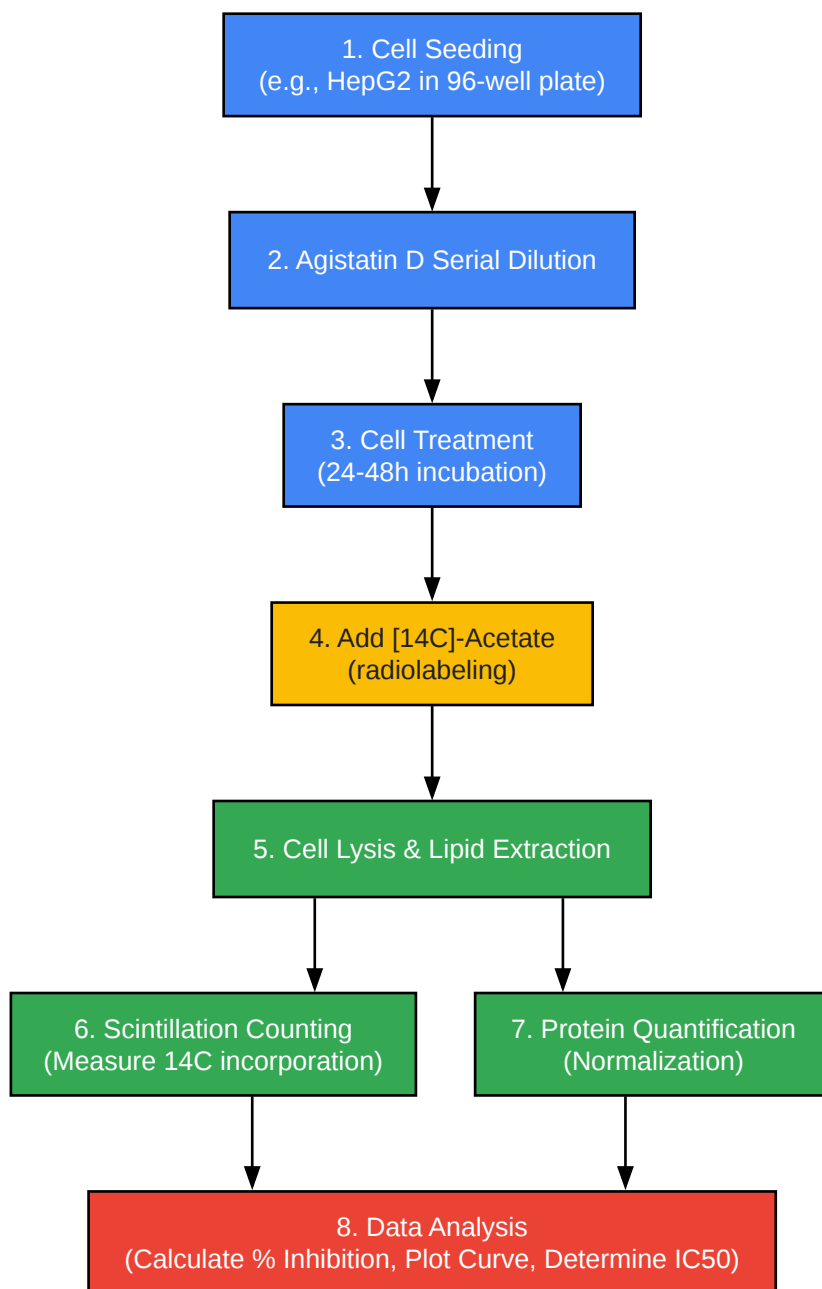 1. Cell Seeding
(e.g., HepG2 in 96-well plate)
2. Agistatin D Serial Dilution
3. Cell Treatment
(24-48h incubation)
4. Add [14C]-Acetate
(radiolabeling)
5. Cell Lysis & Lipid Extraction
6. Scintillation Counting
(Measure 14C incorporation)
7. Protein Quantification
(Normalization)
8. Data Analysis
(Calculate % Inhibition, Plot Curve, Determine IC50)